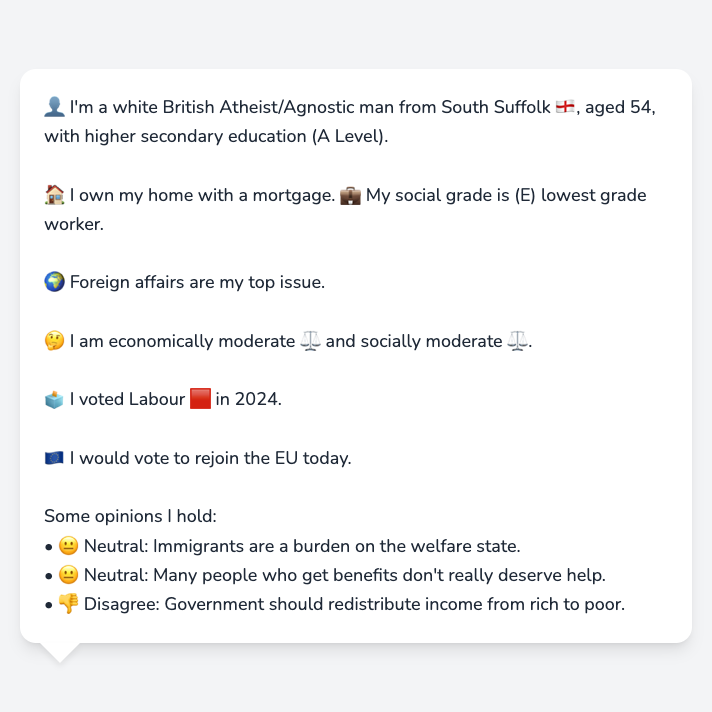 👤 I'm a white British Atheist/Agnostic man from South Suffolk 🏴󠁧󠁢󠁥󠁮󠁧󠁿, aged 54,
with higher secondary education (A Level).
🏠 I own my home with a mortgage. 💼 My social grade is (E) lowest grade
worker.
🌍 Foreign affairs are my top issue.
🤔 I am economically moderate ⚖️ and socially moderate ⚖️.
🗳️ I voted Labour 🟥 in 2024.
🇪🇺 I would vote to rejoin the EU today.
Some opinions I hold:
• 😐 Neutral: Immigrants are a burden on the welfare state.
• 😐 Neutral: Many people who get benefits don't really deserve help.
• 👎 Disagree: Government should redistribute income from rich to poor.